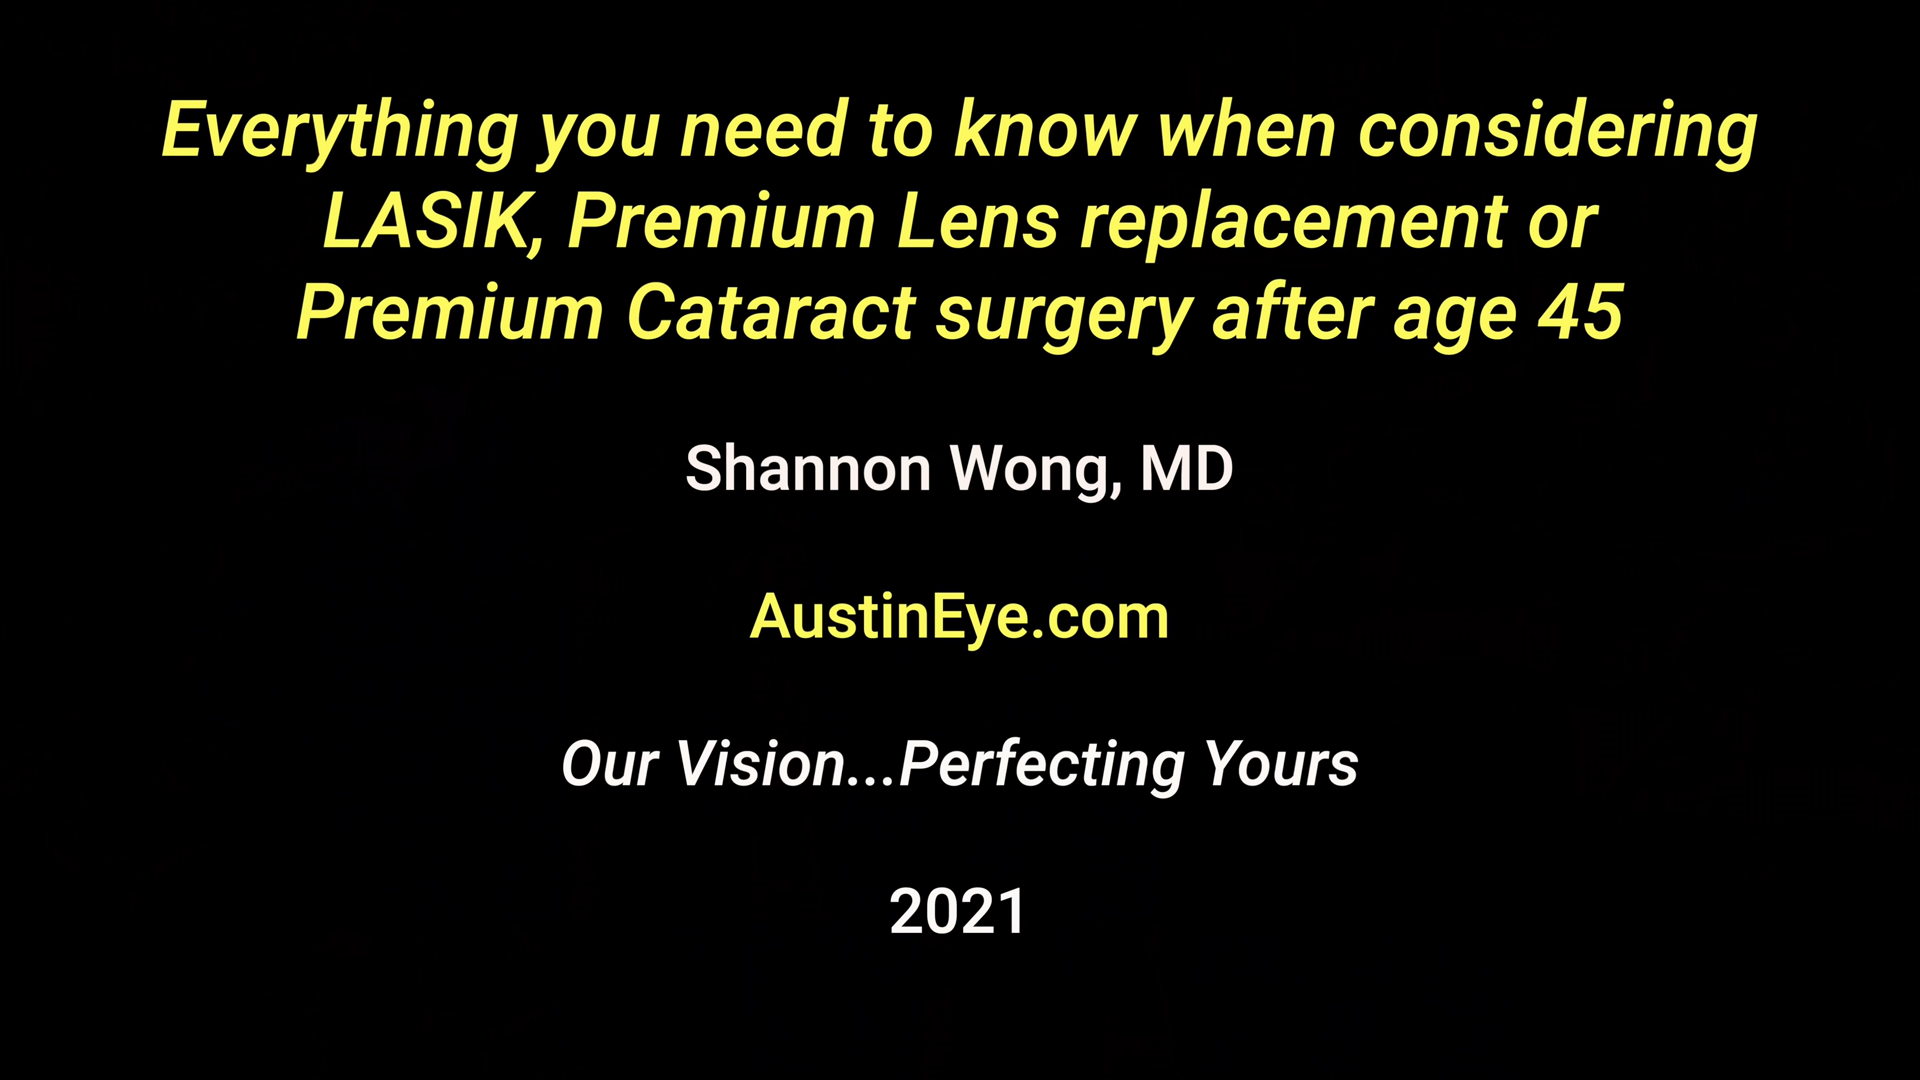 Everything you need to know when considering
LASIK, Premium Lens replacement or
Premium Cataract surgery after age 45
Shannon Wong, MD
AustinEye.com
Our Vision...Perfecting Yours
2021